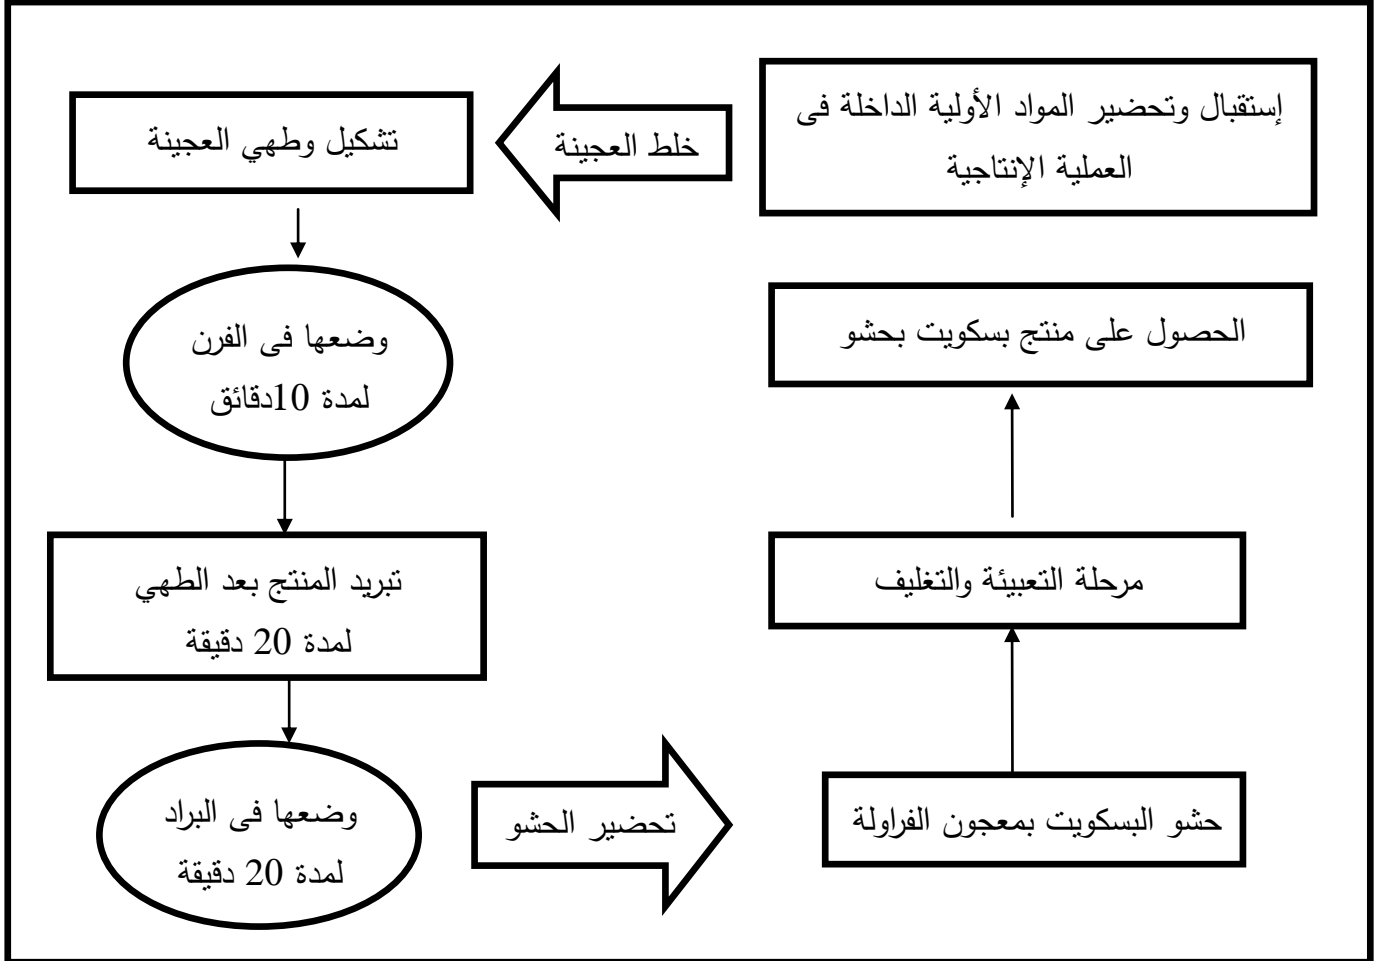 إستقبال وتحضير المواد الأولية الداخلة فى
العملية الإنتاجية
خلط العجينة
تشكيل وطهي العجينة
وضعها فى الفرن
لمدة 10دقائق
تبريد المنتج بعد الطهي
لمدة 20 دقيقة
وضعها فى البراد
لمدة 20 دقيقة
تحضير الحشو
حشو البسكويت بمعجون الفراولة
مرحلة التعبيئة والتغليف
الحصول على منتج بسكويت بحشو